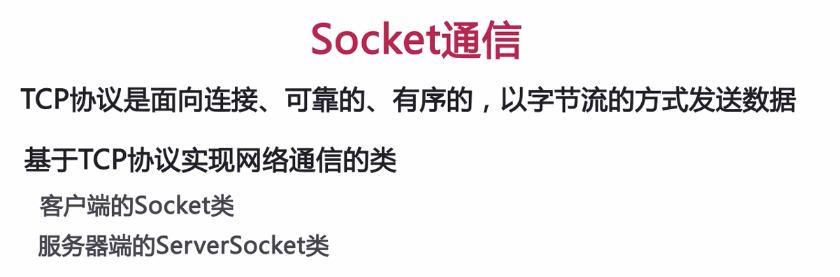 Socket通信
TCP协议是面向连接、可靠的、有序的，以字节流的方式发送数据
基于TCP协议实现网络通信的类
客户端的Socket类
服务器端的ServerSocket类